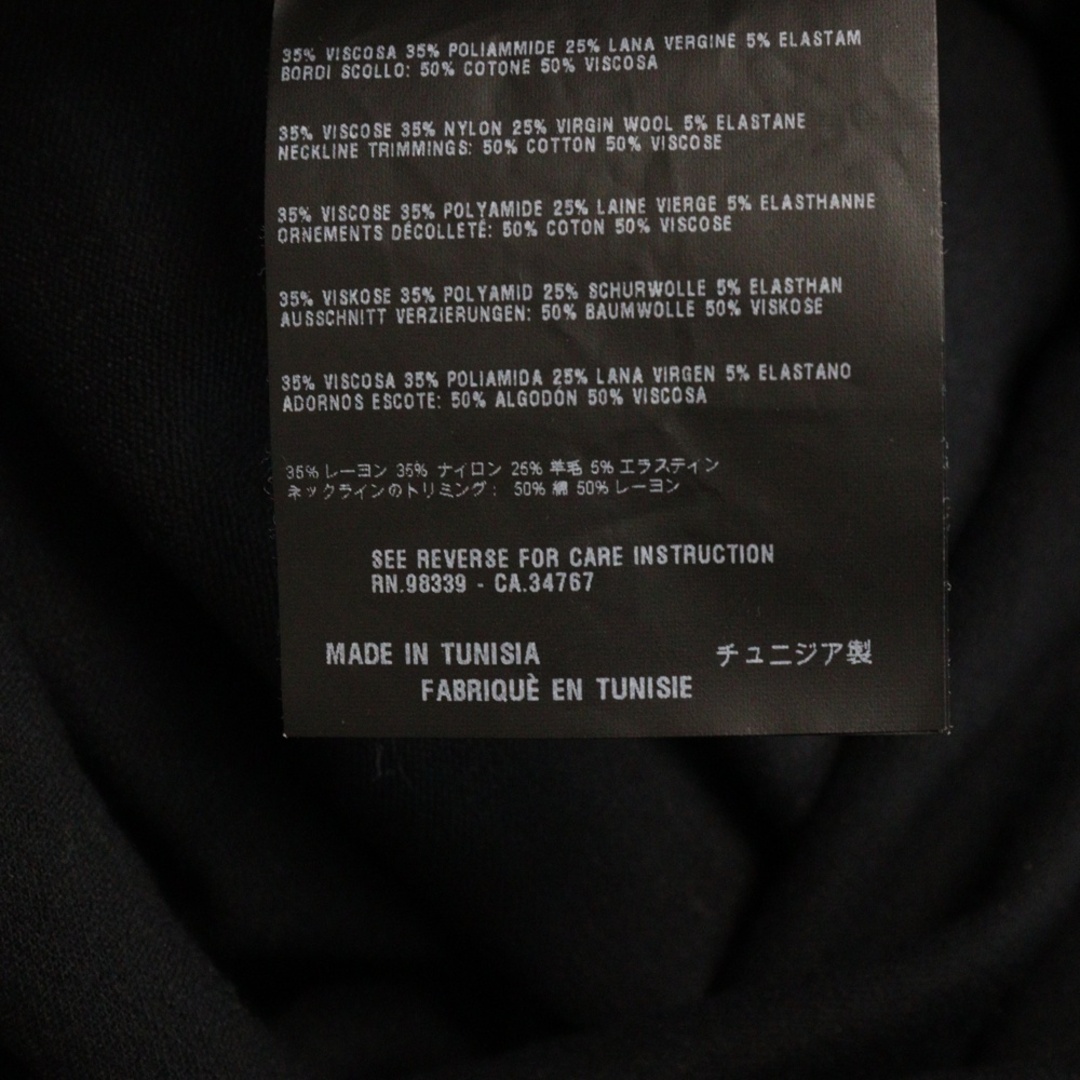 35% VISCOSA 35% POLIAMMIDE 25% LANA VERGINE 5% ELASTAM
BORDI SCOLLO: 50% COTONE 50% VISCOSA
35% VISCOSE 35% NYLON 25% VIRGIN WOOL 5% ELASTANE
NECKLINE TRIMMINGS: 50% COTTON 50% VISCOSE
35% VISCOSE 35% POLYAMIDE 25% LAINE VIERGE 5% ELASTHANNE
ORNEMENTS DÉCOLLETÉ: 50% COTON 50% VISCOSE
35% VISKOSE 35% POLYAMID 25% SCHURWOLLE 5% ELASTHAN
AUSSCHNITT VERZIERUNGEN: 50% BAUMWOLLE 50% VISKOSE
35% VISCOSA 35% POLIAMIDA 25% LANA VIRGEN 5% ELASTANO
ADORNOS ESCOTE: 50% ALGODÓN 50% VISCOSA
35% レーヨン 35% ナイロン 25% 羊毛 5% エラスティン
ネックラインのトリミング: 50% 綿 50% レーヨン
SEE REVERSE FOR CARE INSTRUCTION
RN.98339 - CA.34767
MADE IN TUNISIA チュニジア製
FABRIQUÈ EN TUNISIE